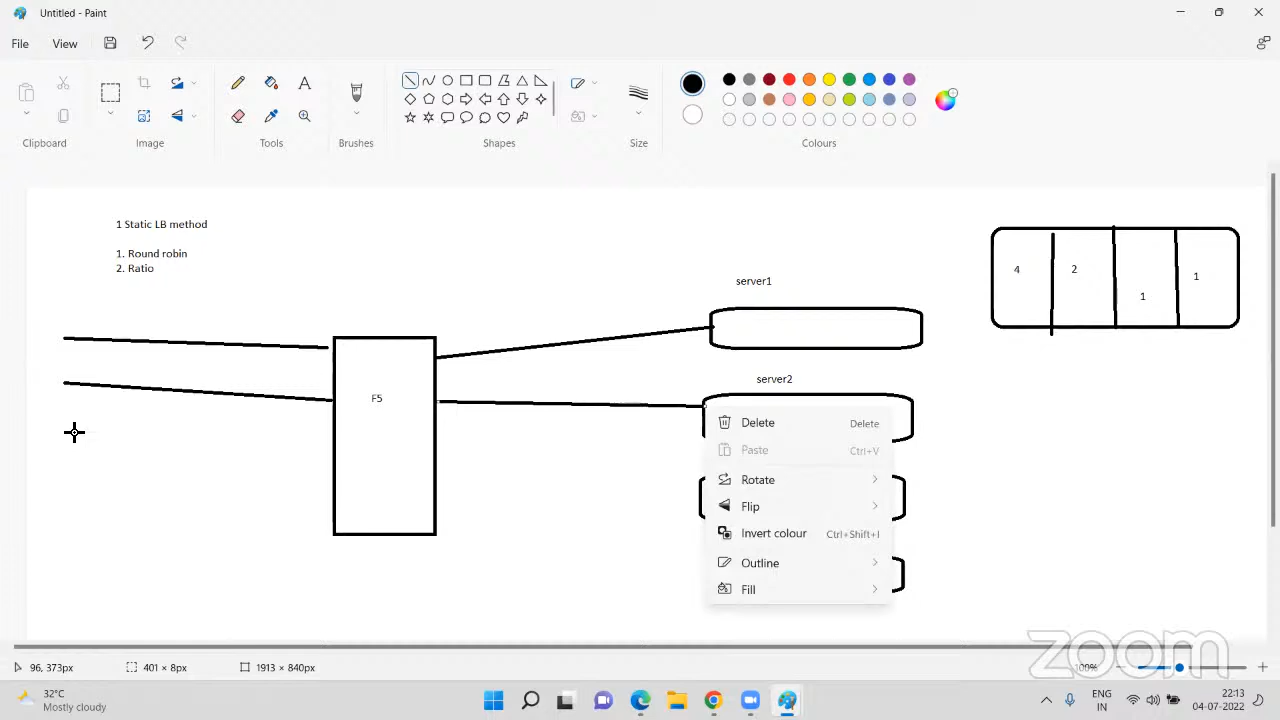 Untitled - Paint
File View
Clipboard
Image
Tools
Brushes
Shapes
Size
Colours
1 Static LB method
1. Round robin
2. Ratio
server1
4 2 1 1
server2
F5
Delete Delete
Paste Ctrl+V
Rotate
Flip
Invert colour Ctrl+Shift+I
Outline
Fill
zoom
96, 373px 401 × 8px 1913 × 840px 100%
32°C
Mostly cloudy
ENG
IN
22:13
04-07-2022